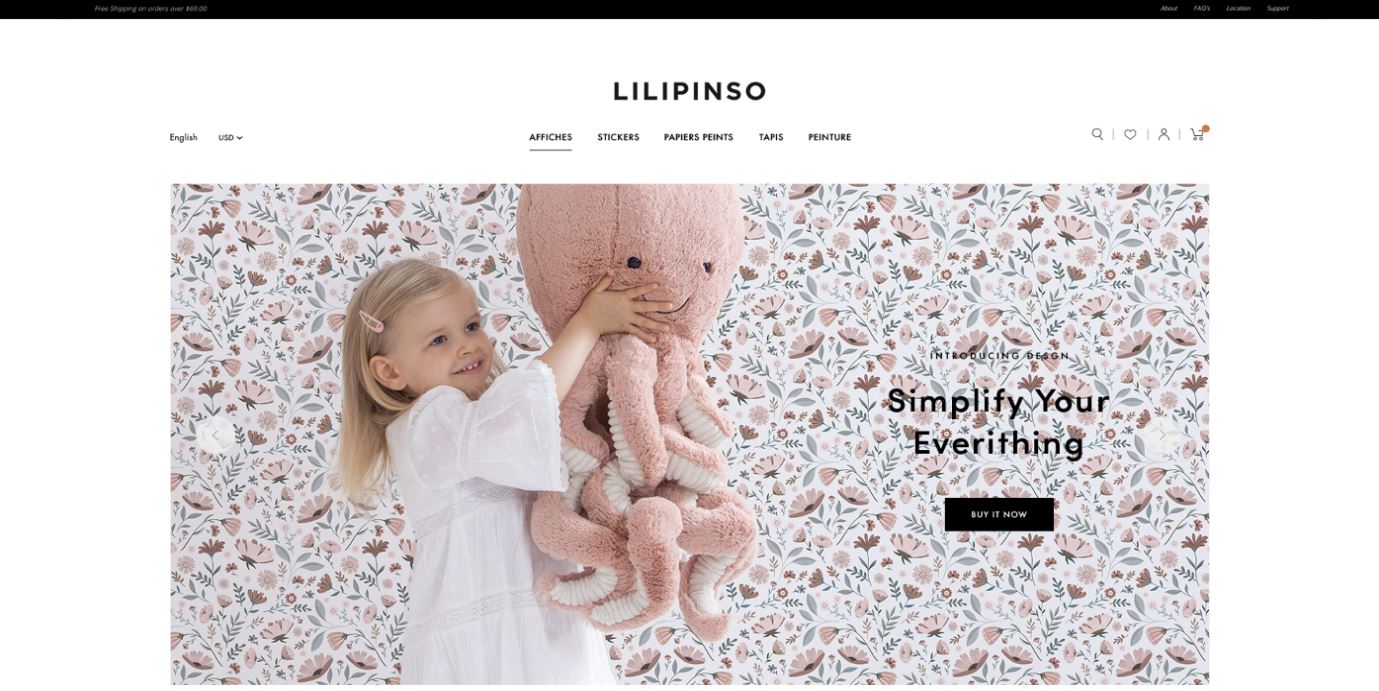 Free Shipping on orders over $69.00
About FAQ's Location Support
LILIPINSO
English USD
AFFICHES STICKERS PAPIERS PEINTS TAPIS PEINTURE
INTRODUCING DESGN
Simplify Your
Everithing
BUY IT NOW